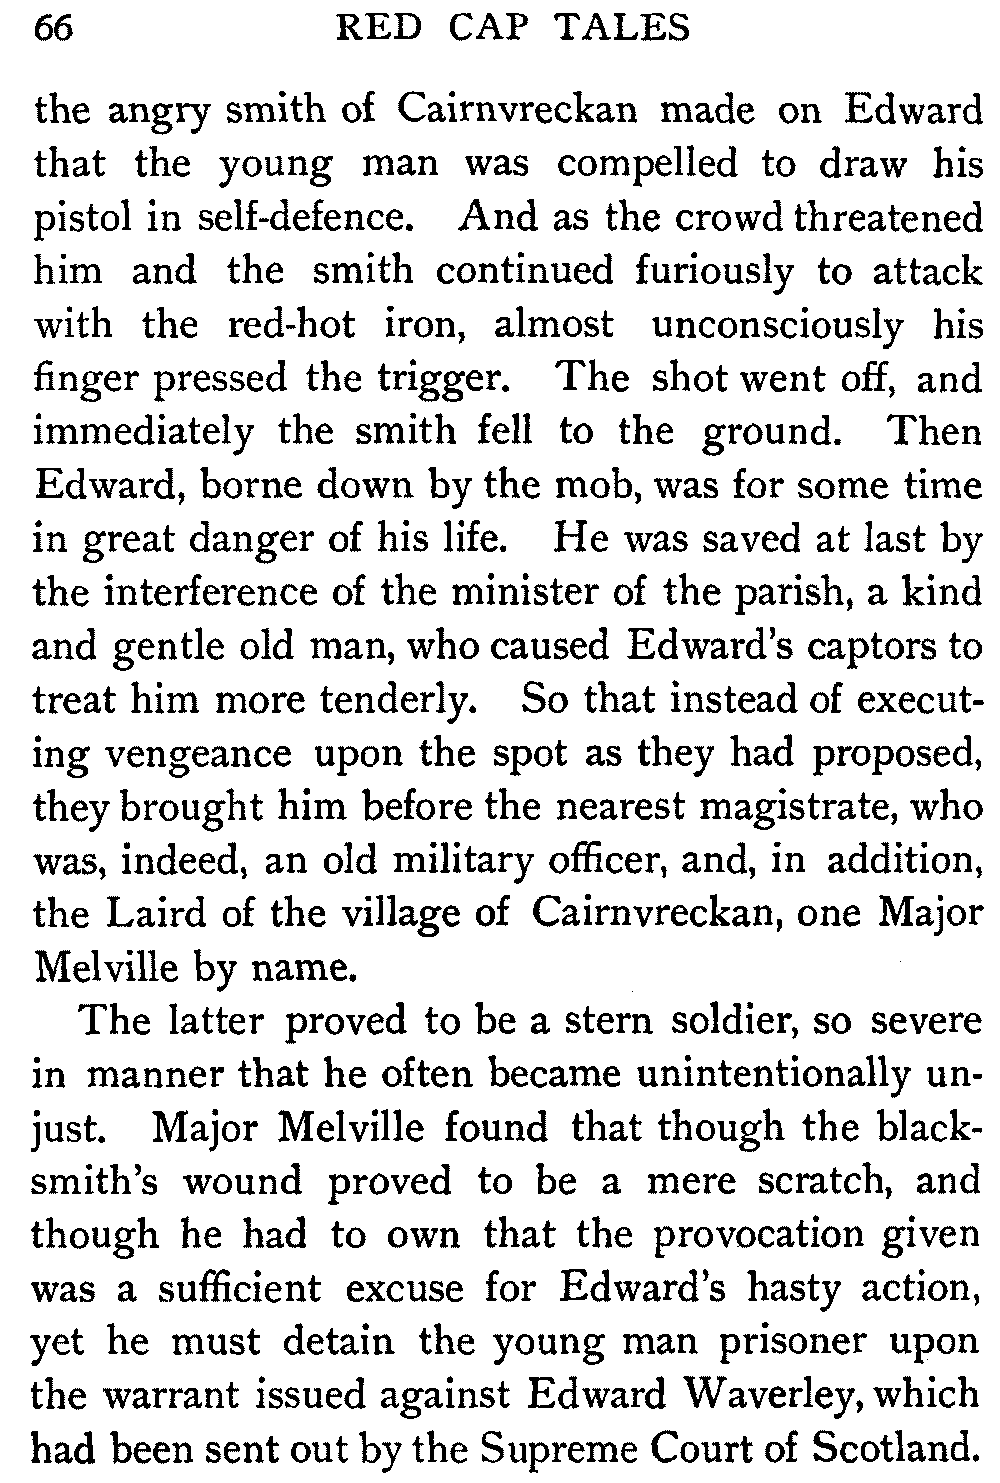 66 RED CAP TALES
the angry smith of Cairnvreckan made on Edward
that the young man was compelled to draw his
pistol in self-defence. And as the crowd threatened
him and the smith continued furiously to attack
with the red-hot iron, almost unconsciously his
finger pressed the trigger. The shot went off, and
immediately the smith fell to the ground. Then
Edward, borne down by the mob, was for some time
in great danger of his life. He was saved at last by
the interference of the minister of the parish, a kind
and gentle old man, who caused Edward's captors to
treat him more tenderly. So that instead of execut-
ing vengeance upon the spot as they had proposed,
they brought him before the nearest magistrate, who
was, indeed, an old military officer, and, in addition,
the Laird of the village of Cairnvreckan, one Major
Melville by name.
The latter proved to be a stern soldier, so severe
in manner that he often became unintentionally un-
just. Major Melville found that though the black-
smith's wound proved to be a mere scratch, and
though he had to own that the provocation given
was a sufficient excuse for Edward's hasty action,
yet he must detain the young man prisoner upon
the warrant issued against Edward Waverley, which
had been sent out by the Supreme Court of Scotland.